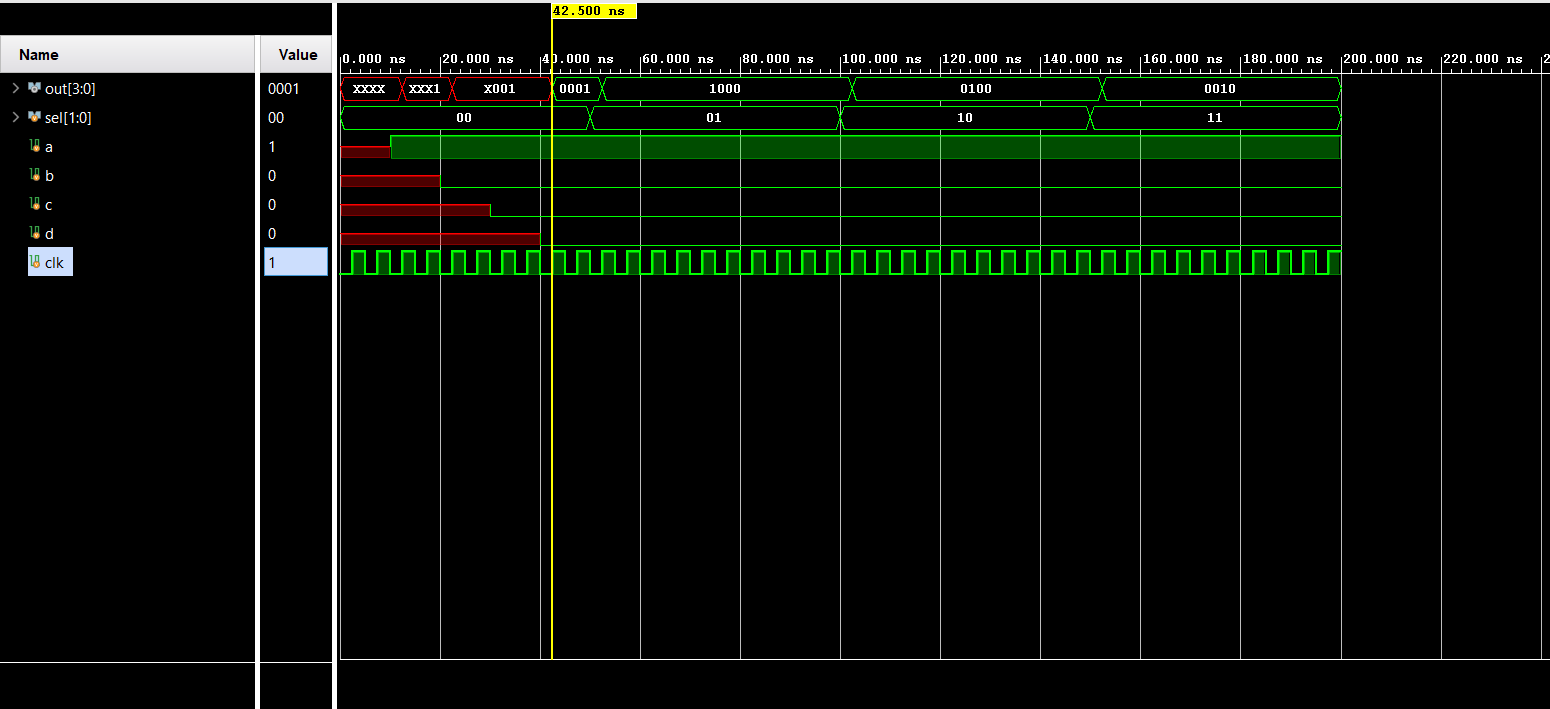 42.500 ns
Name Value
0.000 ns 20.000 ns 40.000 ns 60.000 ns 80.000 ns 100.000 ns 120.000 ns 140.000 ns 160.000 ns 180.000 ns 200.000 ns 220.000 ns 2
out[3:0] 0001 XXXX XXX1 X001 0001 1000 0100 0010
sel[1:0] 00 00 01 10 11
a 1
b 0
c 0
d 0
clk 1